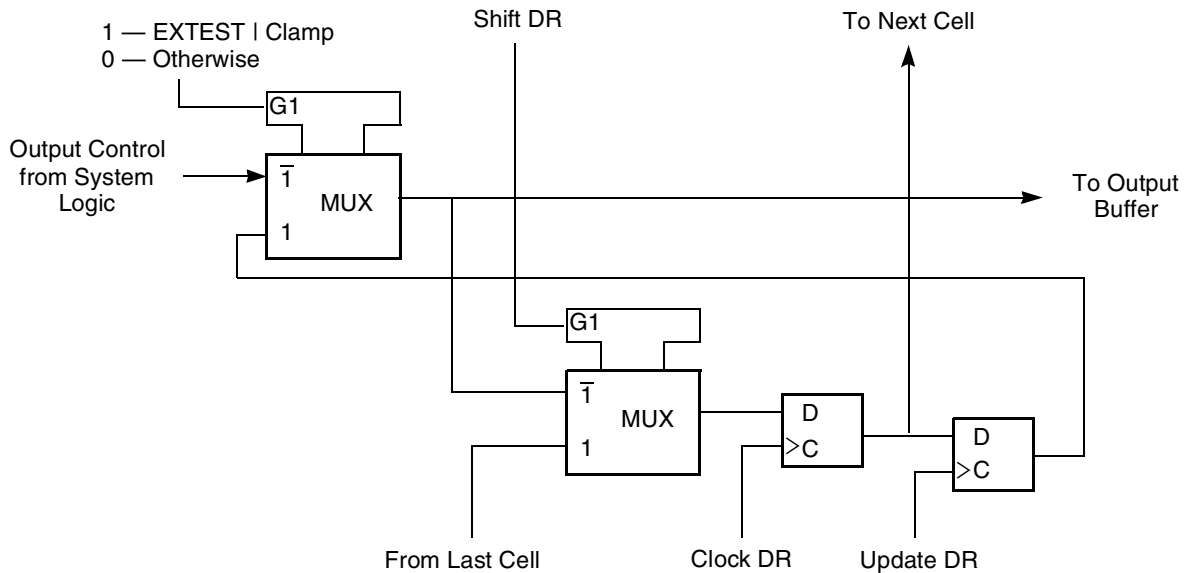 Shift DR
To Next Cell
1 — EXTEST | Clamp
0 — Otherwise
G1
Output Control
from System
Logic
1
MUX
1
To Output
Buffer
G1
1
MUX
1
D
C
D
C
From Last Cell
Clock DR
Update DR